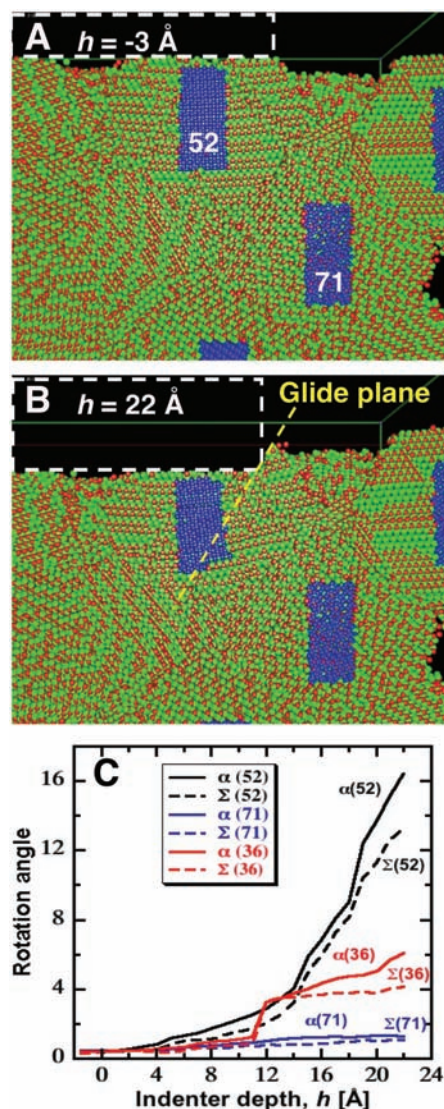 A
h = -3 Å
52
71
B
h = 22 Å
Glide plane
C
α (52)
Σ (52)
α (71)
Σ (71)
α (36)
Σ (36)
α(52)
Σ(52)
α(36)
Σ(36)
α(71)
Σ(71)
Rotation angle
16
12
8
4
0
0 4 8 12 16 20 24
Indenter depth, h [Å]